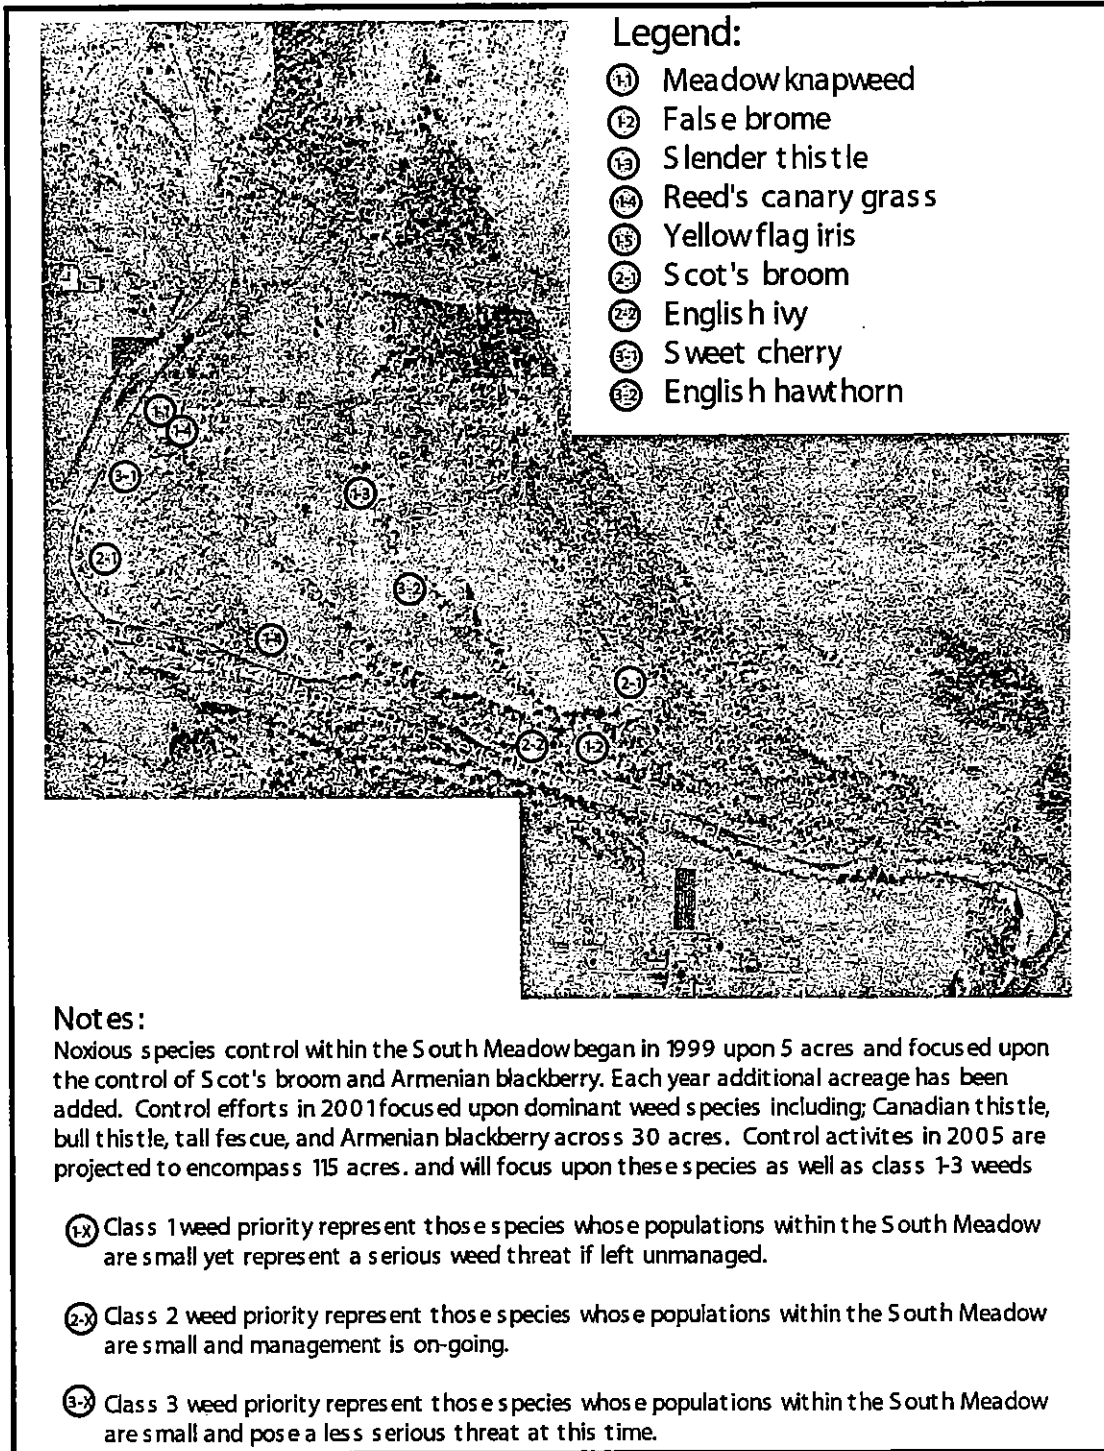 Legend:
1-1 Meadow knapweed
1-2 False brome
1-3 Slender thistle
1-4 Reed's canary grass
1-5 Yellow flag iris
2-1 Scot's broom
2-2 English ivy
3-1 Sweet cherry
3-2 English hawthorn
1-1
1-4
3-1
1-3
2-1
3-2
2-1
2-2 1-2
Notes:
Noxious species control within the South Meadow began in 1999 upon 5 acres and focused upon
the control of Scot's broom and Armenian blackberry. Each year additional acreage has been
added. Control efforts in 2001 focused upon dominant weed species including; Canadian thistle,
bull thistle, tall fescue, and Armenian blackberry across 30 acres. Control activites in 2005 are
projected to encompass 115 acres. and will focus upon these species as well as class 1-3 weeds
1-X Class 1 weed priority represent those species whose populations within the South Meadow
are small yet represent a serious weed threat if left unmanaged.
2-X Class 2 weed priority represent those species whose populations within the South Meadow
are small and management is on-going.
3-X Class 3 weed priority represent those species whose populations within the South Meadow
are small and pose a less serious threat at this time.